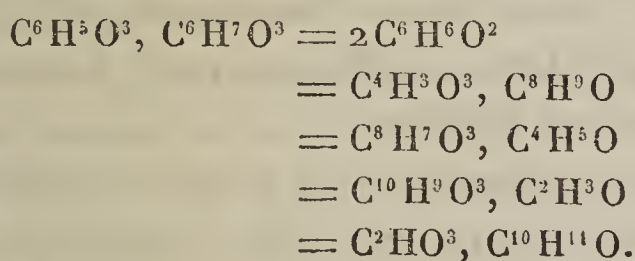 C⁶H⁵O³, C⁶H⁷O³ = 2C⁶H⁶O²
= C⁴H³O³, C⁸H⁹O
= C⁸H⁷O³, C⁴H⁵O
= C¹⁰H⁹O³, C²H³O
= C²HO³, C¹⁰H¹¹O.